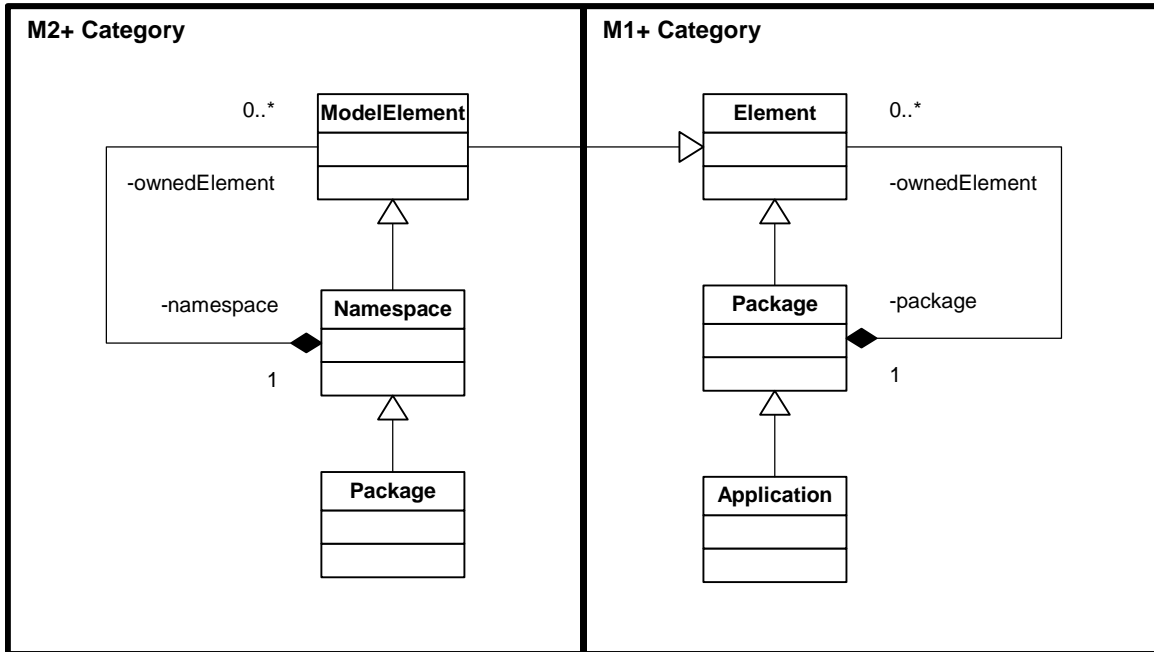 M2+ Category
0..*
ModelElement
-ownedElement
-namespace
Namespace
1
Package
M1+ Category
Element
0..*
-ownedElement
Package
-package
1
Application